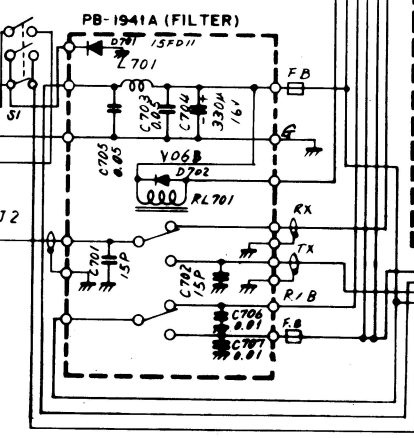 PB-1941A (FILTER)
D701
15FD11
L701
F B
C703
0.05
C704
330μ
16V
S1
C705
0.05
G
V06B
D702
RL701
J2
RX
C701
15P
TX
C702
15P
R/B
C706
0.01
F.B
C707
0.01